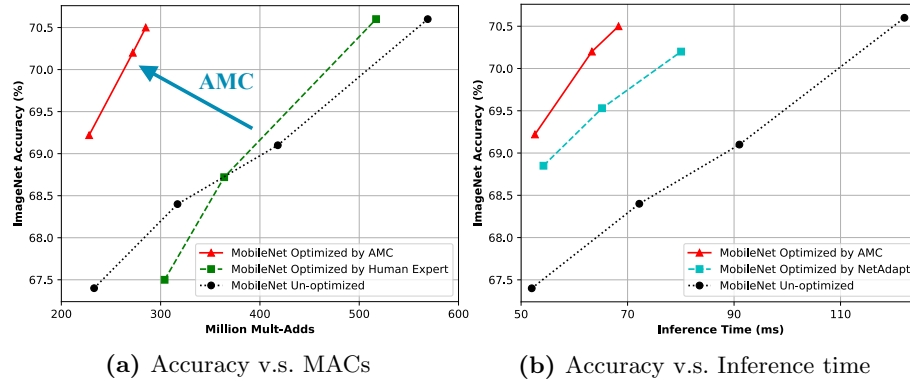 70.5
70.0
69.5
69.0
68.5
68.0
67.5
ImageNet Accuracy (%)
AMC
MobileNet Optimized by AMC
MobileNet Optimized by Human Expert
MobileNet Un-optimized
200 300 400 500 600
Million Mult-Adds
(a) Accuracy v.s. MACs
70.5
70.0
69.5
69.0
68.5
68.0
67.5
ImageNet Accuracy (%)
MobileNet Optimized by AMC
MobileNet Optimized by NetAdapt
MobileNet Un-optimized
50 70 90 110
Inference Time (ms)
(b) Accuracy v.s. Inference time